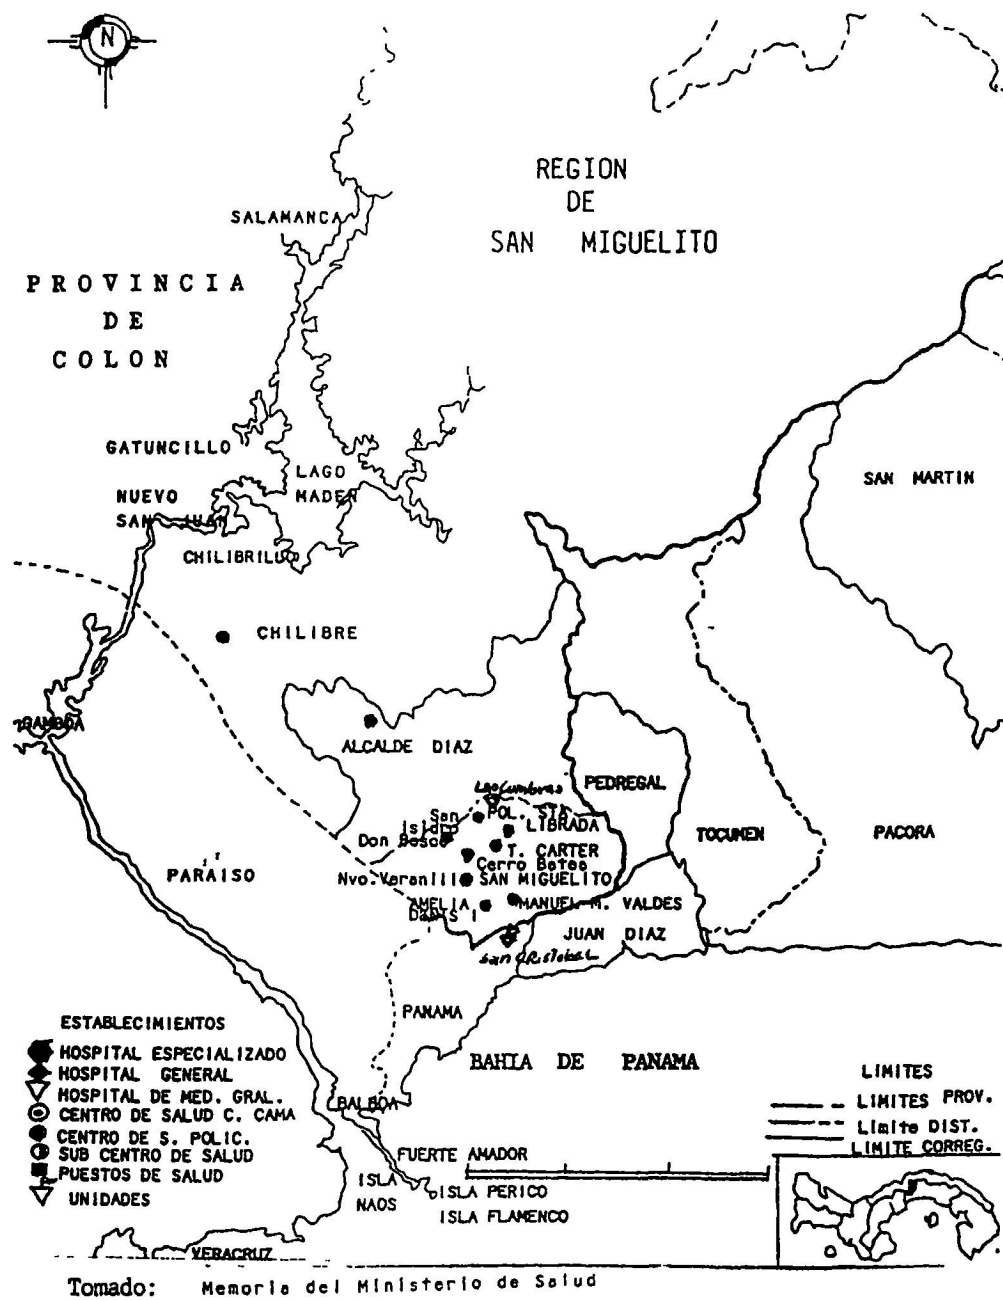 N
REGION
DE
SAN MIGUELITO
SALAMANCA
PROVINCIA
DE
COLON
GATUNCILLO
LAGO
MADEN
NUEVO
SAN JUAN
SAN MARTIN
CHILIBRILLO
CHILIBRE
GAMBOA
ALCALDE DIAZ
Las Cumbres
PEDREGAL
San
Isidro
POL. STA.
LIBRADA
Don Bosco
T. CARTER
Cerro Batea
TOCUMEN
PACORA
PARAISO
Nvo. Veranillo
SAN MIGUELITO
AMELIA
DENIS I
MANUEL M. VALDES
JUAN DIAZ
San CRistobal
PANAMA
BAHIA DE PANAMA
ESTABLECIMIENTOS
HOSPITAL ESPECIALIZADO
HOSPITAL GENERAL
HOSPITAL DE MED. GRAL.
CENTRO DE SALUD C. CAMA
CENTRO DE S. POLIC.
SUB CENTRO DE SALUD
PUESTOS DE SALUD
UNIDADES
LIMITES
LIMITES PROV.
Limite DIST.
LIMITE CORREG.
BALBOA
FUERTE AMADOR
ISLA
NAOS
ISLA PERICO
ISLA FLAMENCO
VERACRUZ
Tomado: Memoria del Ministerio de Salud